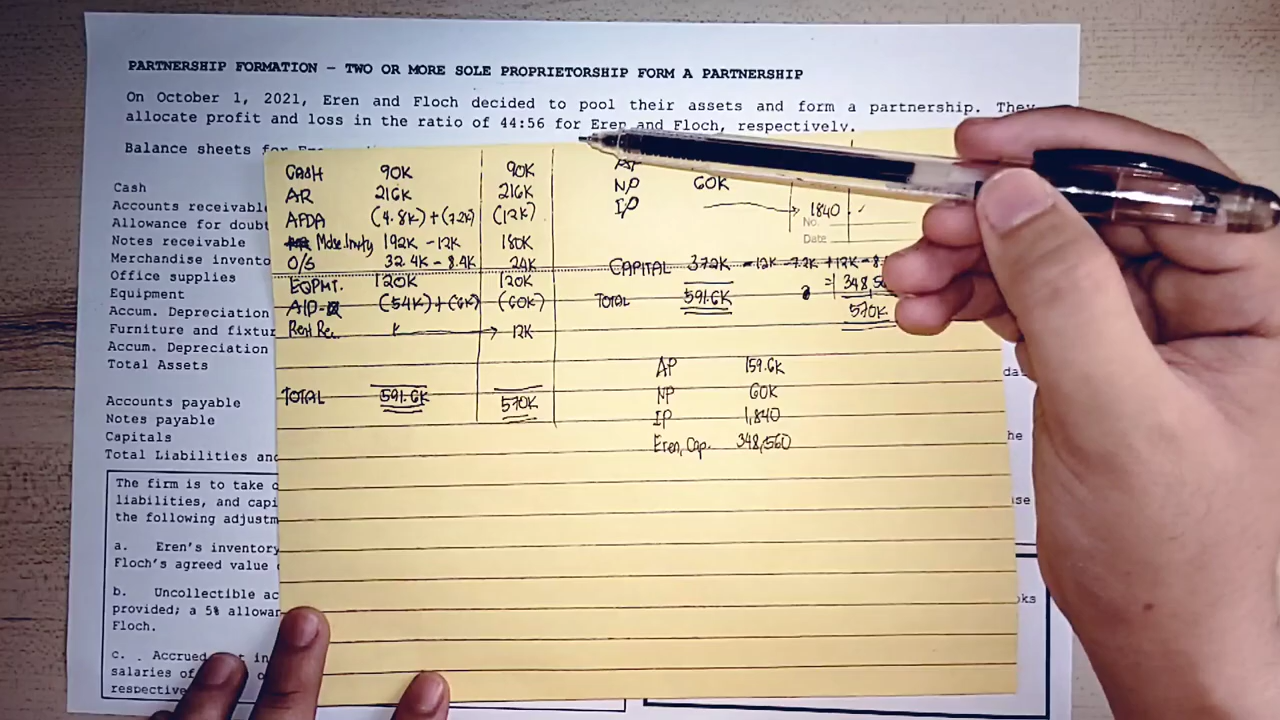 PARTNERSHIP FORMATION – TWO OR MORE SOLE PROPRIETORSHIP FORM A PARTNERSHIP
On October 1, 2021, Eren and Floch decided to pool their assets and form a partnership. They
allocate profit and loss in the ratio of 44:56 for Eren and Floch, respectively.
Balance sheets for
Cash
Accounts receivabl
Allowance for doubt
Notes receivable
Merchandise invento
Office supplies
Equipment
Accum. Depreciation
Furniture and fixtur
Accum. Depreciation
Total Assets
Accounts payable
Notes payable
Capitals
Total Liabilities and
The firm is to take o
liabilities, and capi
the following adjustm
a. Eren's inventory
Floch's agreed value
b. Uncollectible ac
provided; a 5% allowan
Floch.
c. . Accrued
salaries of
respective
CASH 90K 90K
AR 216K 216K
AFDA (4.8K)+(7.2K) (12K)
Mdse. Invty 192K -12K 180K
O/S 32.4K - 8.4K 24K
EQPMT. 120K 120K
A/D- (54K)+(6K) (60K)
Rent Rec. 12K
TOTAL 591.6K 570K
NP 60K
IP 1840
No.
Date
CAPITAL 372K -12K -7.2K +12K -8.
= 348,56
TOTAL 591.6K 570K
AP 159.6K
NP 60K
IP 1,840
Eren, Cap. 348,560